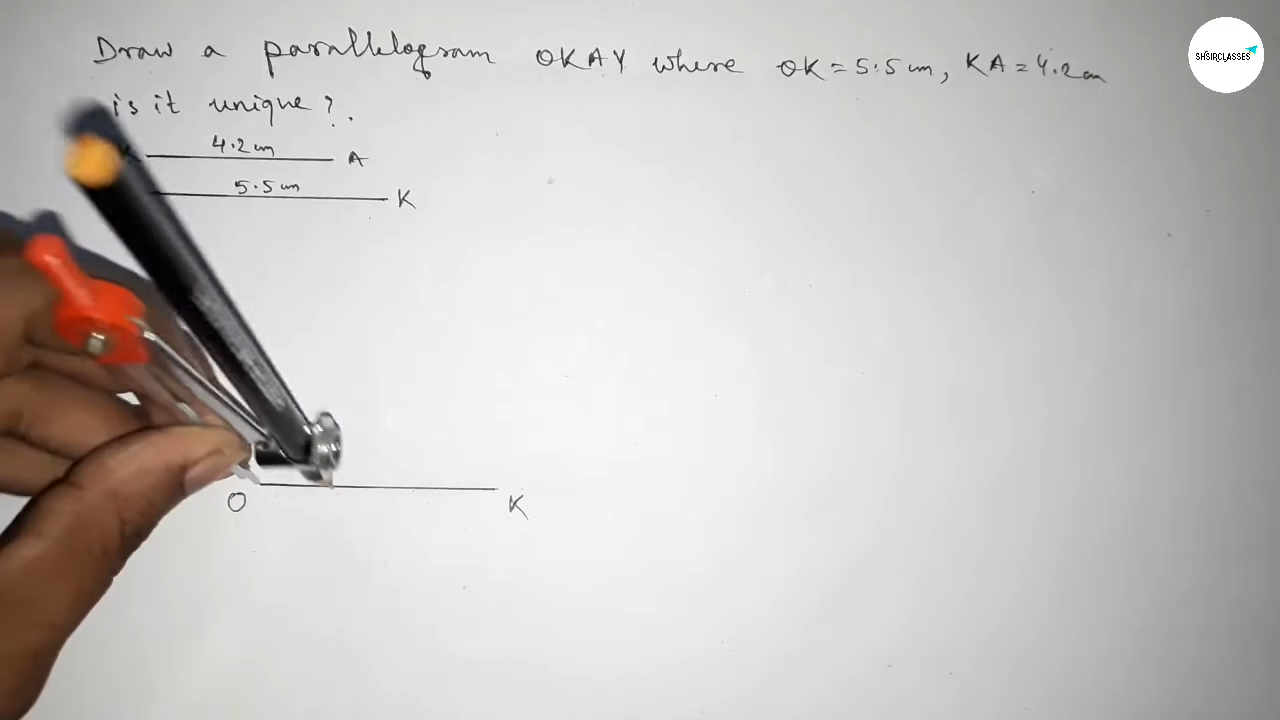 Draw a parallelogram OKAY where OK = 5.5 cm, KA = 4.2 cm
is it unique?.
4.2 cm A
5.5 cm K
O K
SHSIRCLASSES